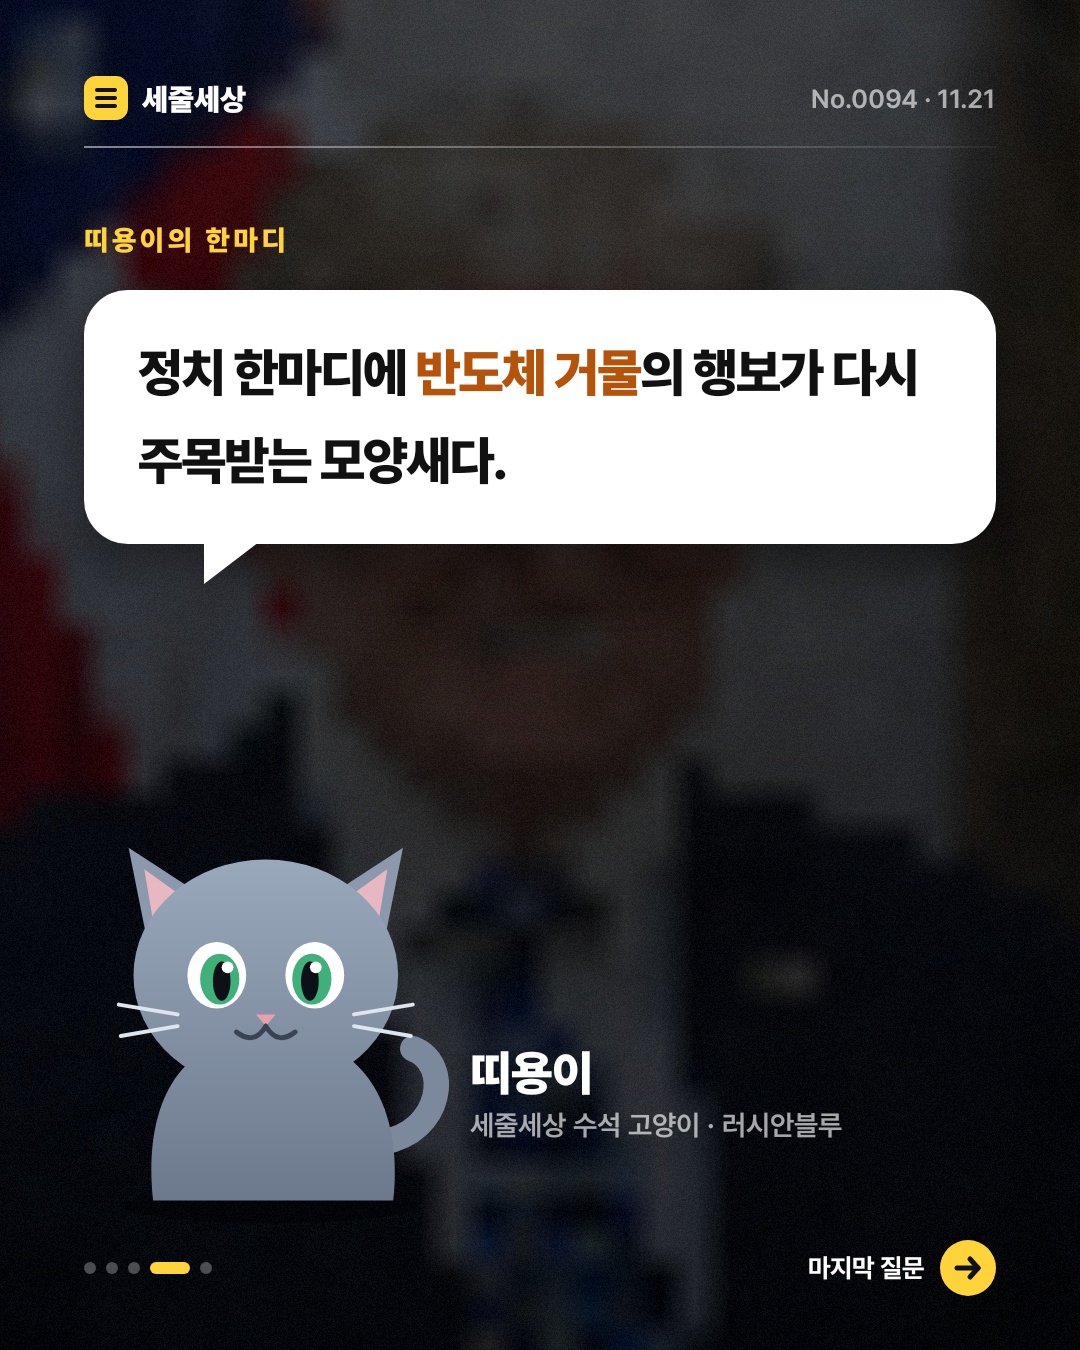 세줄세상
No.0094 · 11.21
띠용이의 한마디
정치 한마디에 반도체 거물의 행보가 다시
주목받는 모양새다.
띠용이
세줄세상 수석 고양이 · 러시안블루
마지막 질문